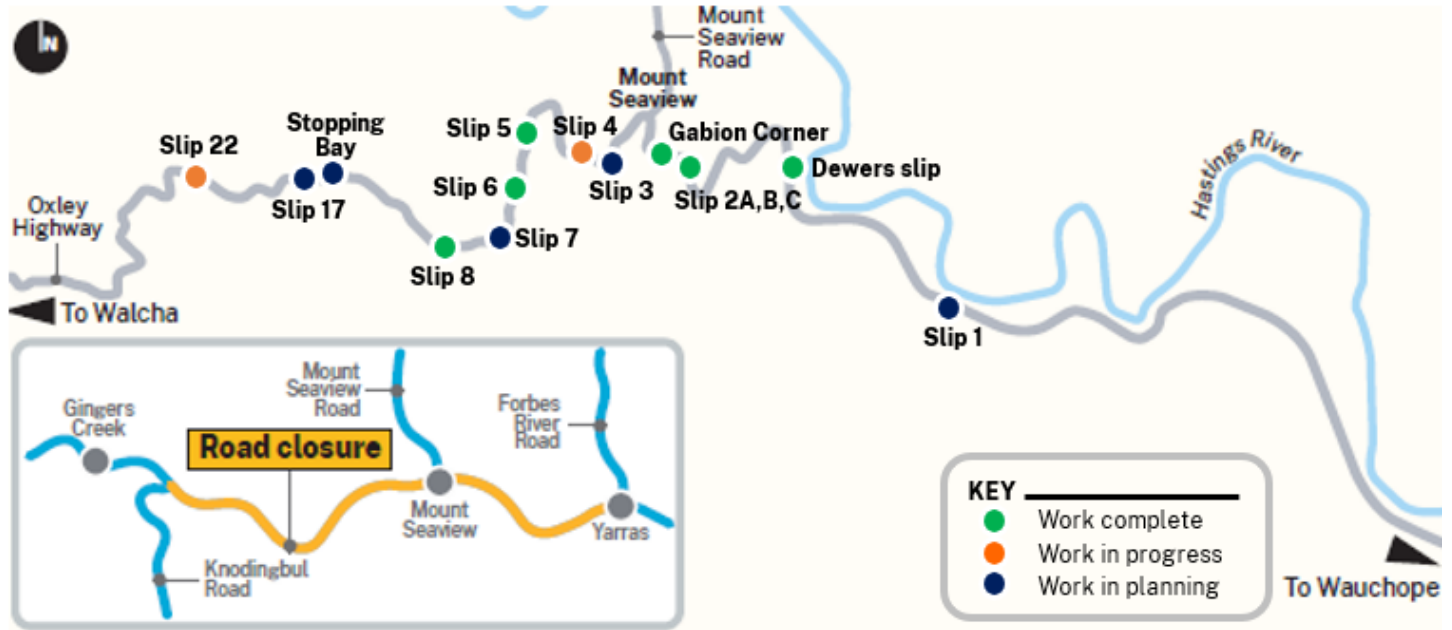 N
Mount
Seaview
Road
Mount
Seaview
Slip 5
Slip 4
Gabion Corner
Stopping
Bay
Slip 22
Slip 3
Dewers slip
Hastings River
Slip 6
Slip 2A,B,C
Slip 17
Oxley
Highway
Slip 7
Slip 8
To Walcha
Slip 1
Mount
Seaview
Road
Gingers
Creek
Forbes
River
Road
Road closure
Mount
Seaview
Yarras
Knodingbul
Road
KEY
Work complete
Work in progress
Work in planning
To Wauchope